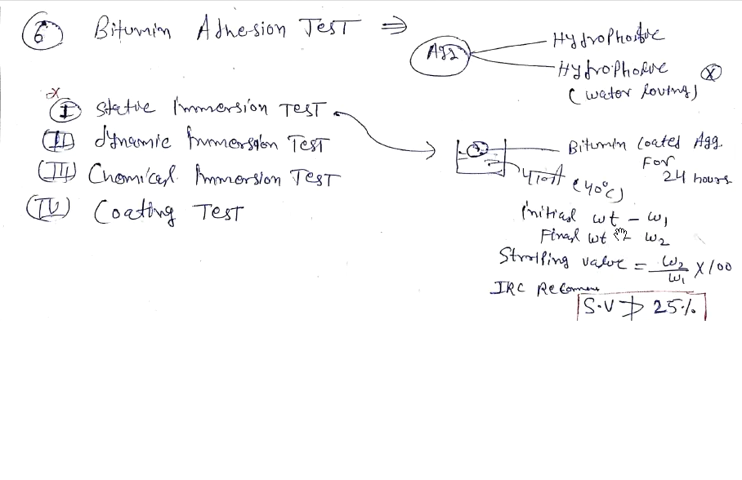 6 Bitumin Adhesion Test ⇒
Agg
Hydrophobic
Hydrophilic
(water loving)
I Static Immersion TEST
II dynamic Immersion Test
III Chemical Immersion TEST
IV Coating Test
Bitumin Coated Agg.
For
24 hours
(40°C)
Initial wt - w1
Final wt w2
Stripping value = w2/w1 x 100
IRC Recomm
S.V ≯ 25%